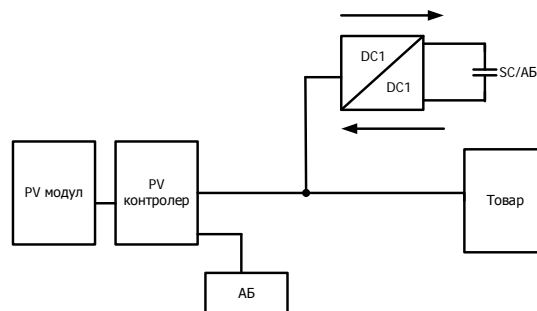 DC1
DC1
SC/АБ
PV модул
PV
контролер
Товар
АБ